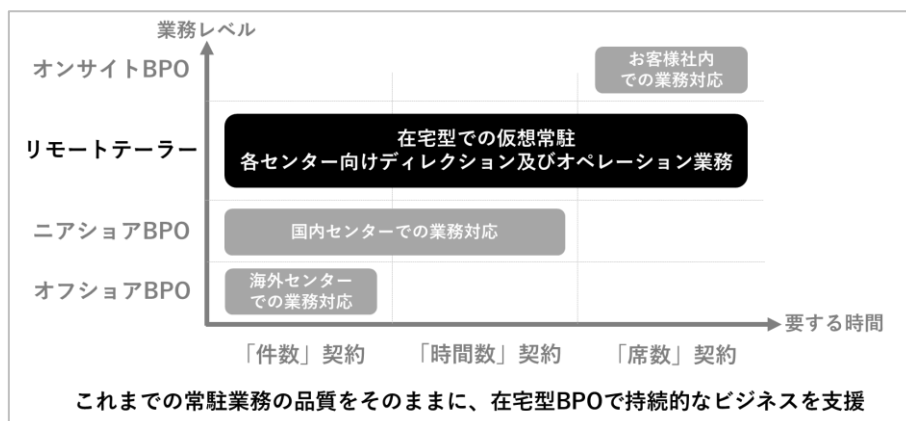 業務レベル
オンサイトBPO
お客様社内
での業務対応
リモートテーラー
在宅型での仮想常駐
各センター向けディレクション及びオペレーション業務
ニアショアBPO
国内センターでの業務対応
オフショアBPO
海外センター
での業務対応
要する時間
「件数」契約
「時間数」契約
「席数」契約
これまでの常駐業務の品質をそのままに、在宅型BPOで持続的なビジネスを支援